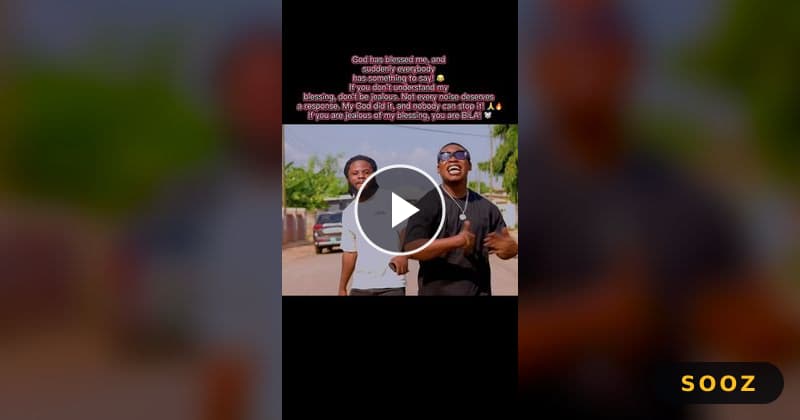 God has blessed me, and
suddenly everybody
has something to say! 😂
If you don't understand my
blessing, don't be jealous. Not every noise deserves
a response. My God did it, and nobody can stop it! 🙏🔥
If you are jealous of my blessing, you are BILA! 
SOOZ